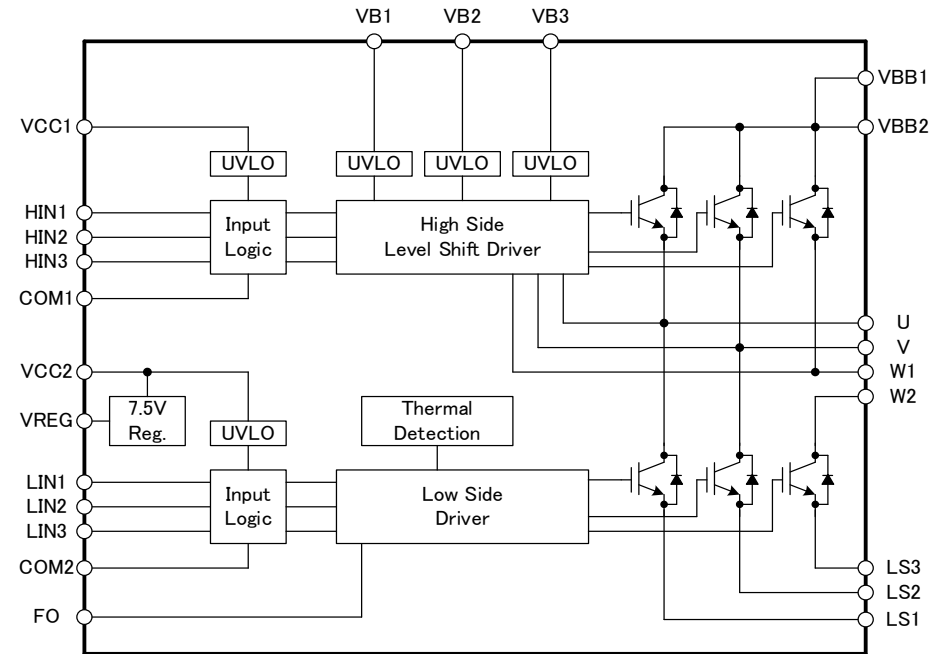 VB1 VB2 VB3
VBB1
VCC1
VBB2
UVLO UVLO UVLO UVLO
HIN1
HIN2
HIN3
Input
Logic
High Side
Level Shift Driver
COM1
U
V
VCC2
W1
W2
VREG
7.5V
Reg.
UVLO
Thermal
Detection
LIN1
LIN2
LIN3
Input
Logic
Low Side
Driver
COM2
LS3
LS2
FO
LS1